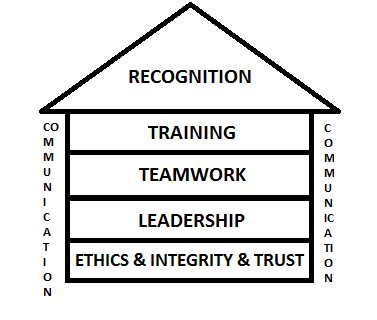 RECOGNITION
TRAINING
TEAMWORK
LEADERSHIP
ETHICS & INTEGRITY & TRUST
COMMUNICATION
COMMUNICATION